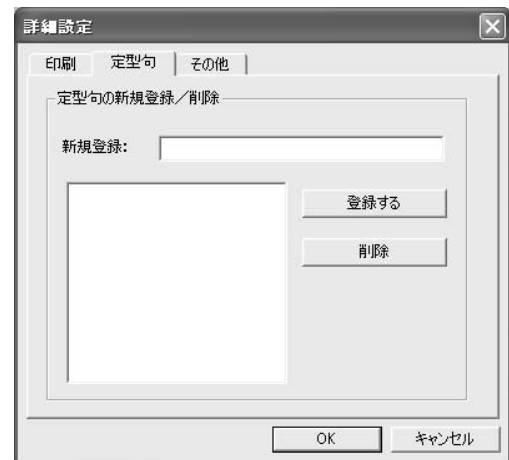 詳細設定
印刷 定型句 その他
定型句の新規登録／削除
新規登録:
登録する
削除
OK キャンセル